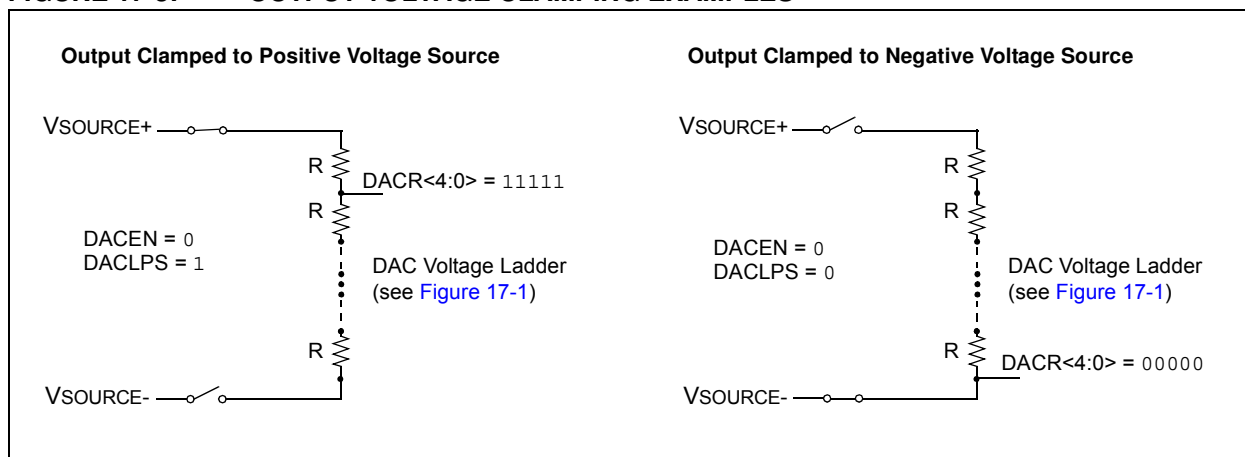 Output Clamped to Positive Voltage Source
VSOURCE+
R
DACR<4:0> = 11111
R
DACEN = 0
DACLPS = 1
DAC Voltage Ladder
(see Figure 17-1)
R
VSOURCE-
Output Clamped to Negative Voltage Source
VSOURCE+
R
R
DACEN = 0
DACLPS = 0
DAC Voltage Ladder
(see Figure 17-1)
R
DACR<4:0> = 00000
VSOURCE-